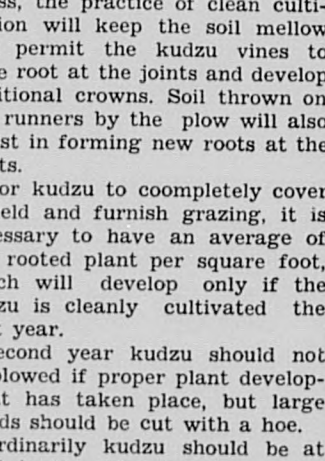 ss, the practice of clean culti-
ion will keep the soil mellow
permit the kudzu vines to
e root at the joints and develop
itional crowns. Soil thrown on
runners by the plow will also
st in forming new roots at the
ts.
or kudzu to coompletely cover
ield and furnish grazing, it is
essary to have an average of
rooted plant per square foot,
ch will develop only if the
zu is cleanly cultivated the
t year.
econd year kudzu should not
plowed if proper plant develop-
t has taken place, but large
ds should be cut with a hoe.
rdinarily kudzu should be at